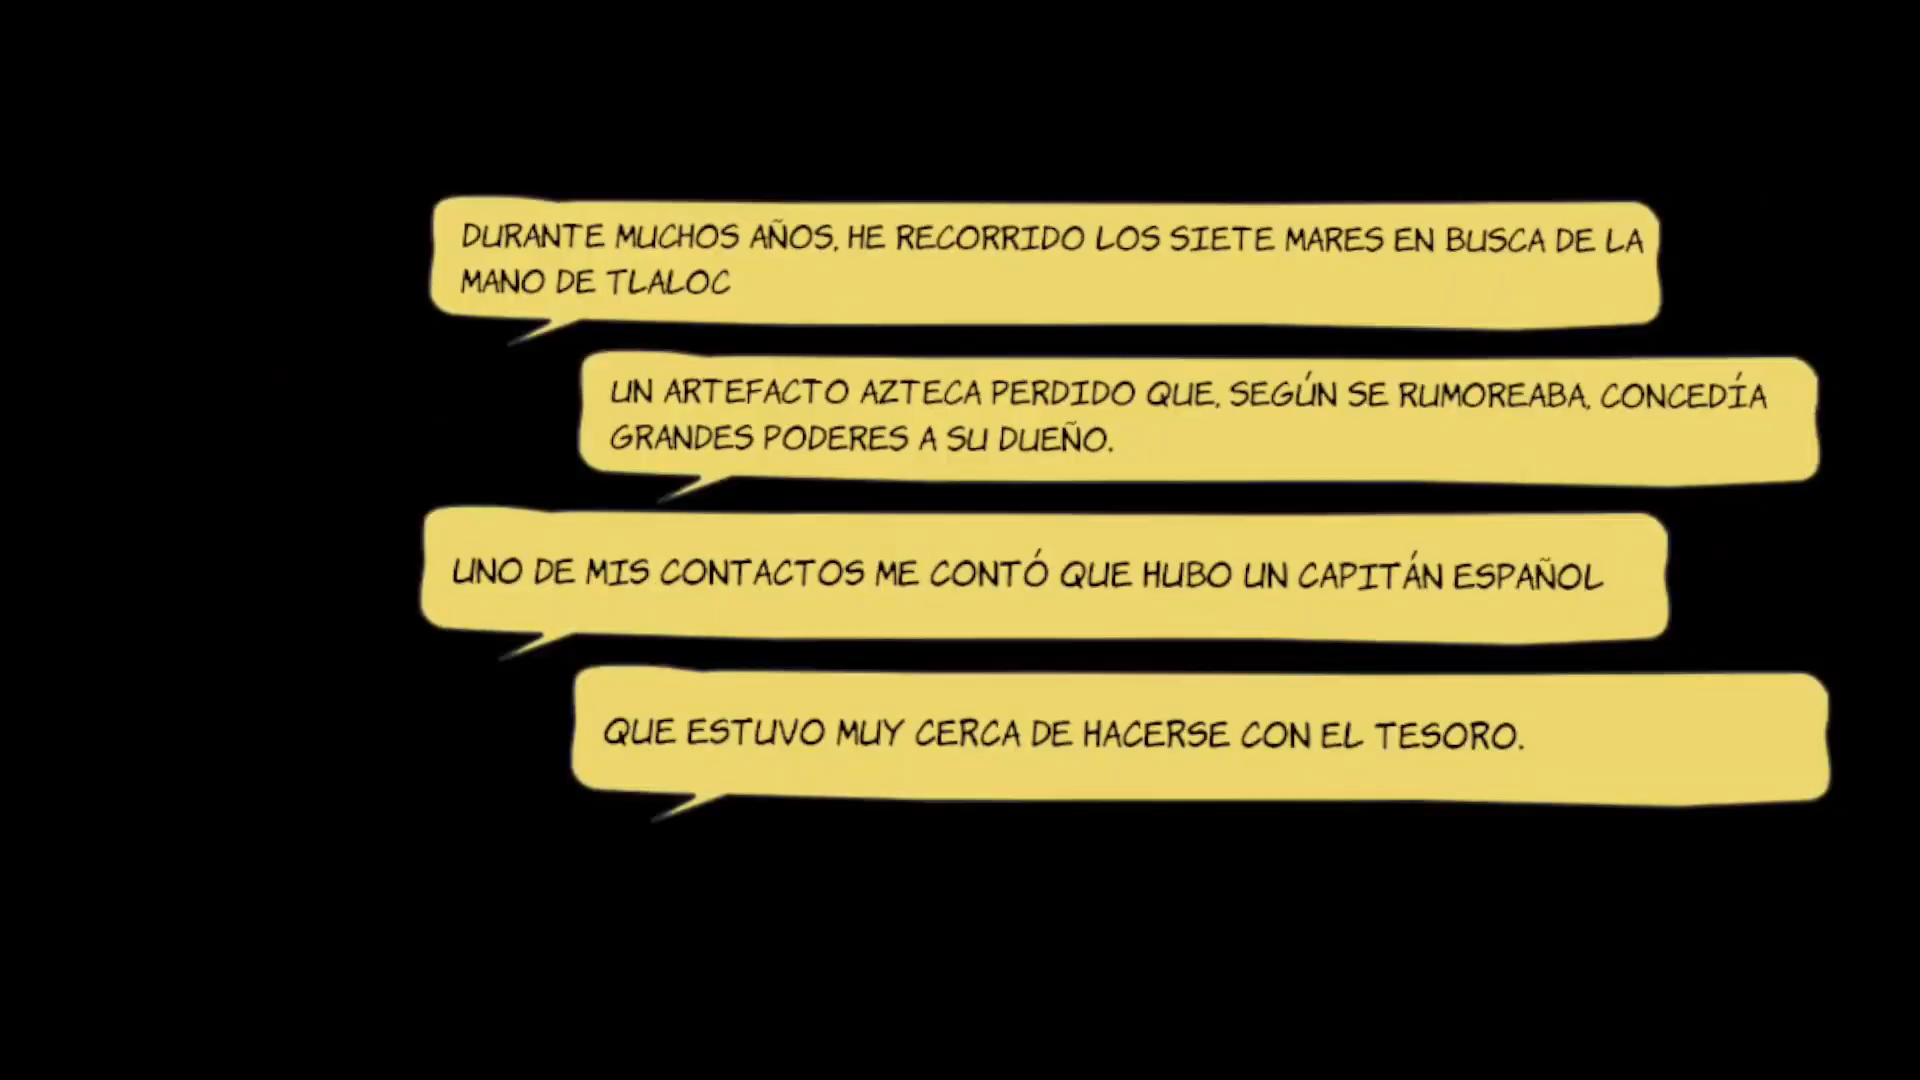 DURANTE MUCHOS AÑOS, HE RECORRIDO LOS SIETE MARES EN BUSCA DE LA
MANO DE TLALOC
UN ARTEFACTO AZTECA PERDIDO QUE, SEGÚN SE RUMOREABA, CONCEDÍA
GRANDES PODERES A SU DUEÑO.
UNO DE MIS CONTACTOS ME CONTÓ QUE HUBO UN CAPITÁN ESPAÑOL
QUE ESTUVO MUY CERCA DE HACERSE CON EL TESORO.